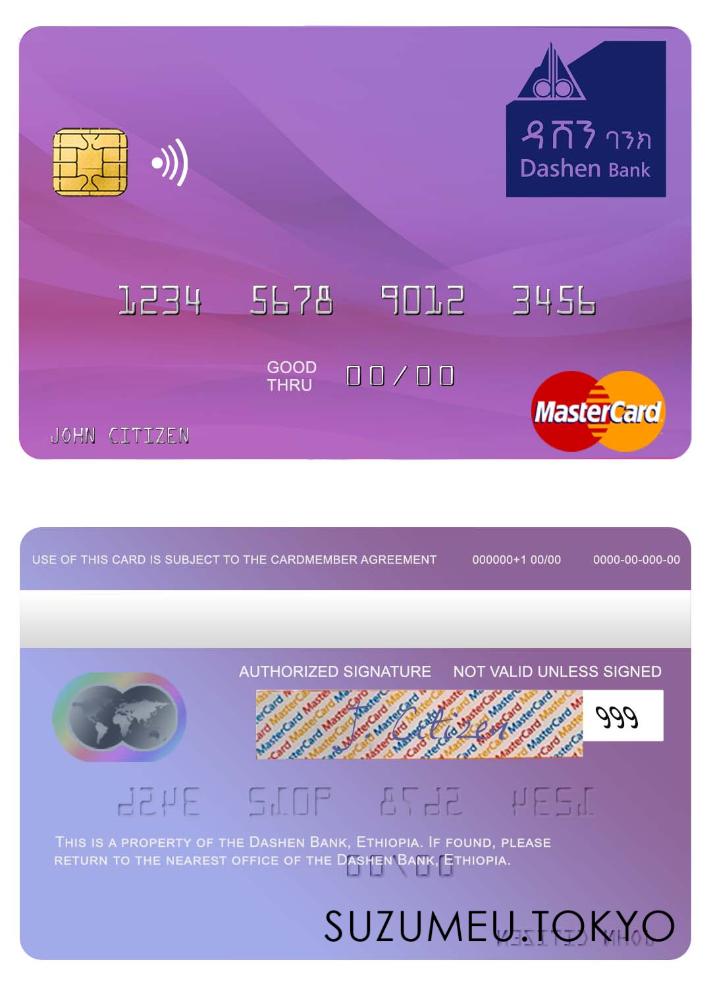 ዳሸን ባንክ
Dashen Bank
1234 5678 9012 3456
GOOD
THRU
00/00
MasterCard
JOHN CITIZEN
USE OF THIS CARD IS SUBJECT TO THE CARDMEMBER AGREEMENT 000000+1 00/00 0000-00-000-00
AUTHORIZED SIGNATURE NOT VALID UNLESS SIGNED
J. Citizen
999
THIS IS A PROPERTY OF THE DASHEN BANK, ETHIOPIA. IF FOUND, PLEASE
RETURN TO THE NEAREST OFFICE OF THE DASHEN BANK, ETHIOPIA.
SUZUMEU.TOKYO